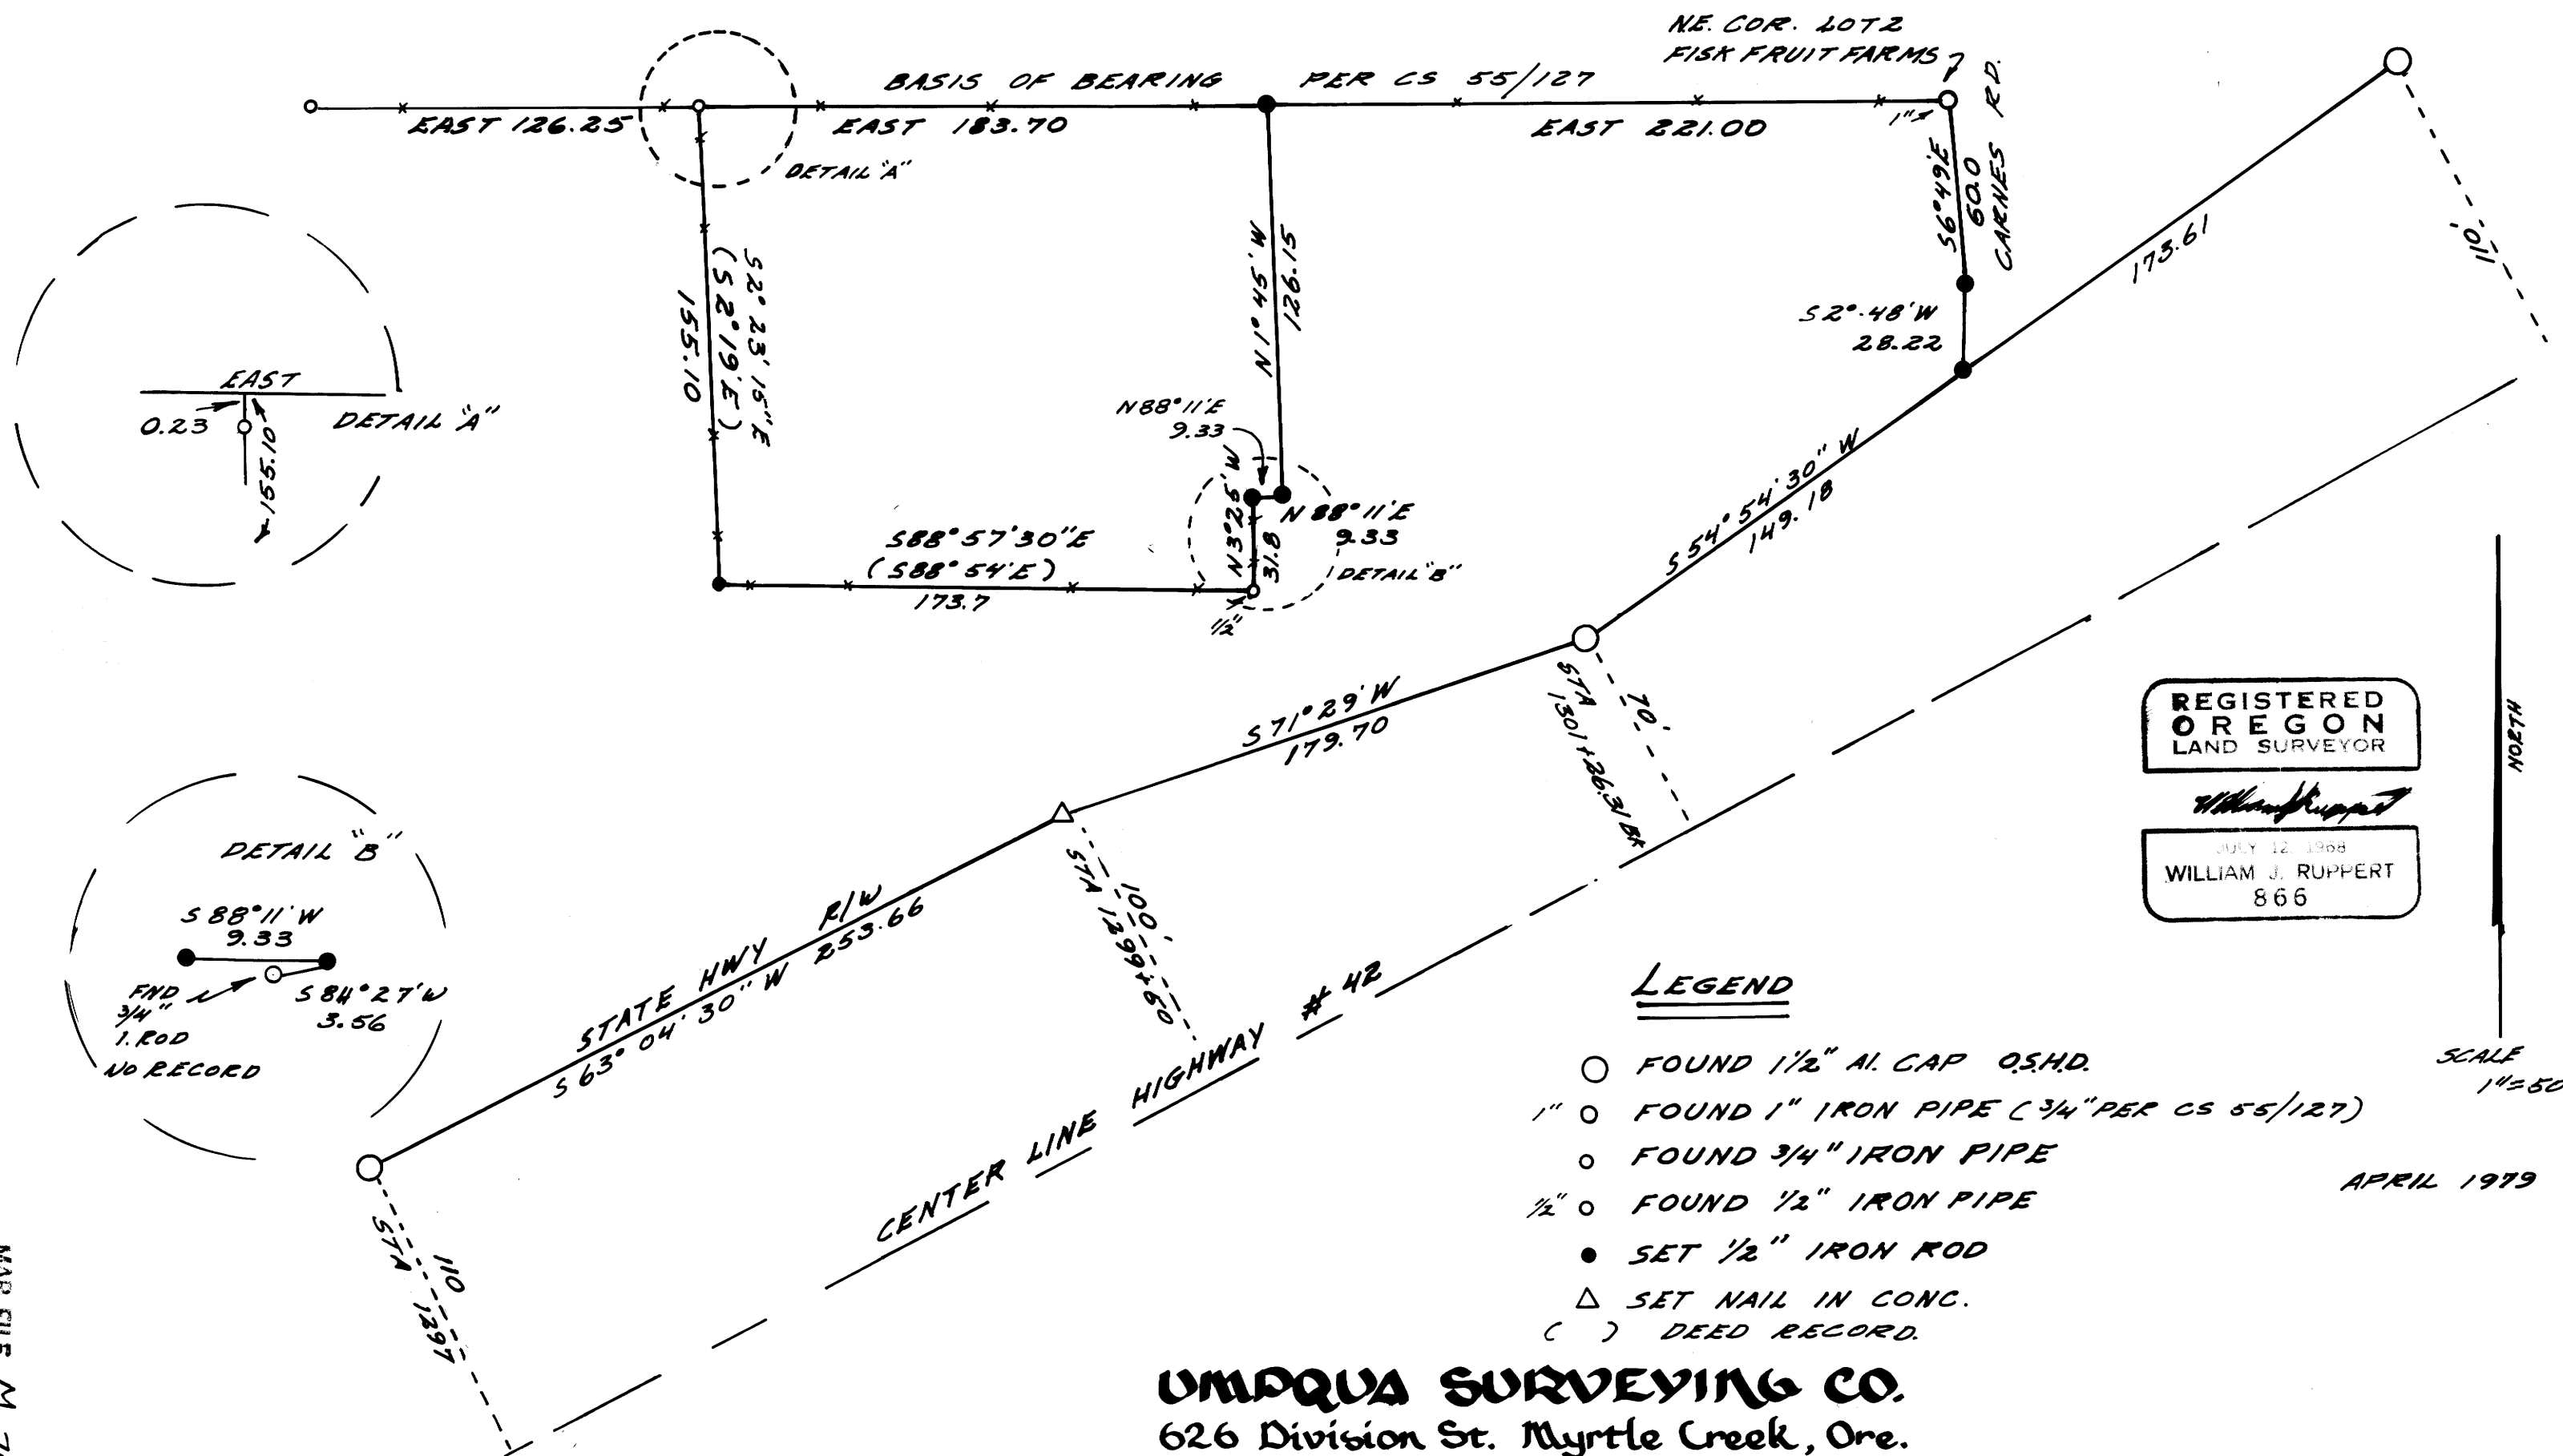 N.E. COR. LOT 2
FISK FRUIT FARMS
BASIS OF BEARING PER CS 55/127
EAST 126.25
EAST 183.70
EAST 221.00
1"
DETAIL "A"
S6°49'E
60.0
CARNES RD.
173.61
110'
S2°23'15"E
(S2°19'E)
155.10
N1°45'W
126.15
S2°-48'W
28.22
EAST
0.23
DETAIL "A"
155.10
N88°11'E
9.33
N3°25'W
31.8
N88°11'E
9.33
DETAIL "B"
S88°57'30"E
(S88°54'E)
173.7
1/2"
S54°54'30"W
149.18
S71°29'W
179.70
STA 1301+26.31 BK
70'
REGISTERED
OREGON
LAND SURVEYOR
JULY 12, 1968
WILLIAM J. RUPPERT
866
NORTH
DETAIL "B"
S88°11'W
9.33
FND
3/4"
I. ROD
NO RECORD
S84°27'W
3.56
STATE HWY R/W
S63°04'30"W 253.66
100'
STA 1299+50
CENTER LINE HIGHWAY # 42
110
STA 1297
LEGEND
FOUND 1 1/2" Al. CAP O.S.H.D.
1" FOUND 1" IRON PIPE (3/4" PER CS 55/127)
FOUND 3/4" IRON PIPE
1/2" FOUND 1/2" IRON PIPE
SET 1/2" IRON ROD
SET NAIL IN CONC.
( ) DEED RECORD.
SCALE
1"=50
APRIL 1979
UMPQUA SURVEYING CO.
626 Division St. Myrtle Creek, Ore.
MAP FILE M